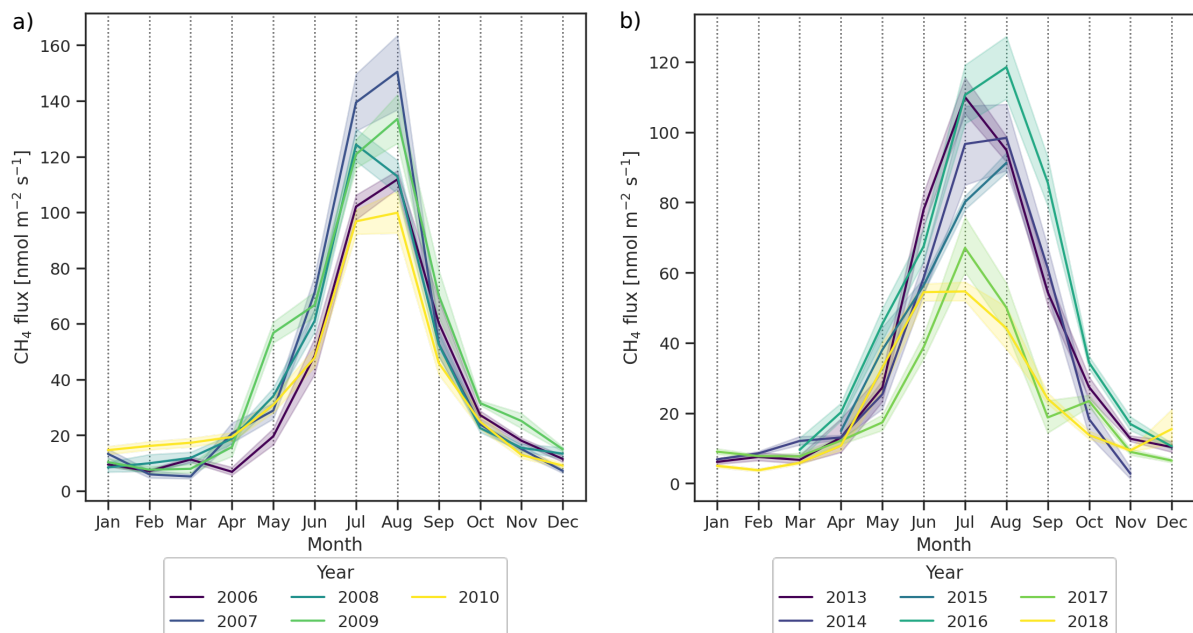 a)
160
140
120
100
80
60
40
20
0
CH₄ flux [nmol m⁻² s⁻¹]
Jan Feb Mar Apr May Jun Jul Aug Sep Oct Nov Dec
Month
Year
2006 2008 2010
2007 2009
b)
120
100
80
60
40
20
0
CH₄ flux [nmol m⁻² s⁻¹]
Jan Feb Mar Apr May Jun Jul Aug Sep Oct Nov Dec
Month
Year
2013 2015 2017
2014 2016 2018